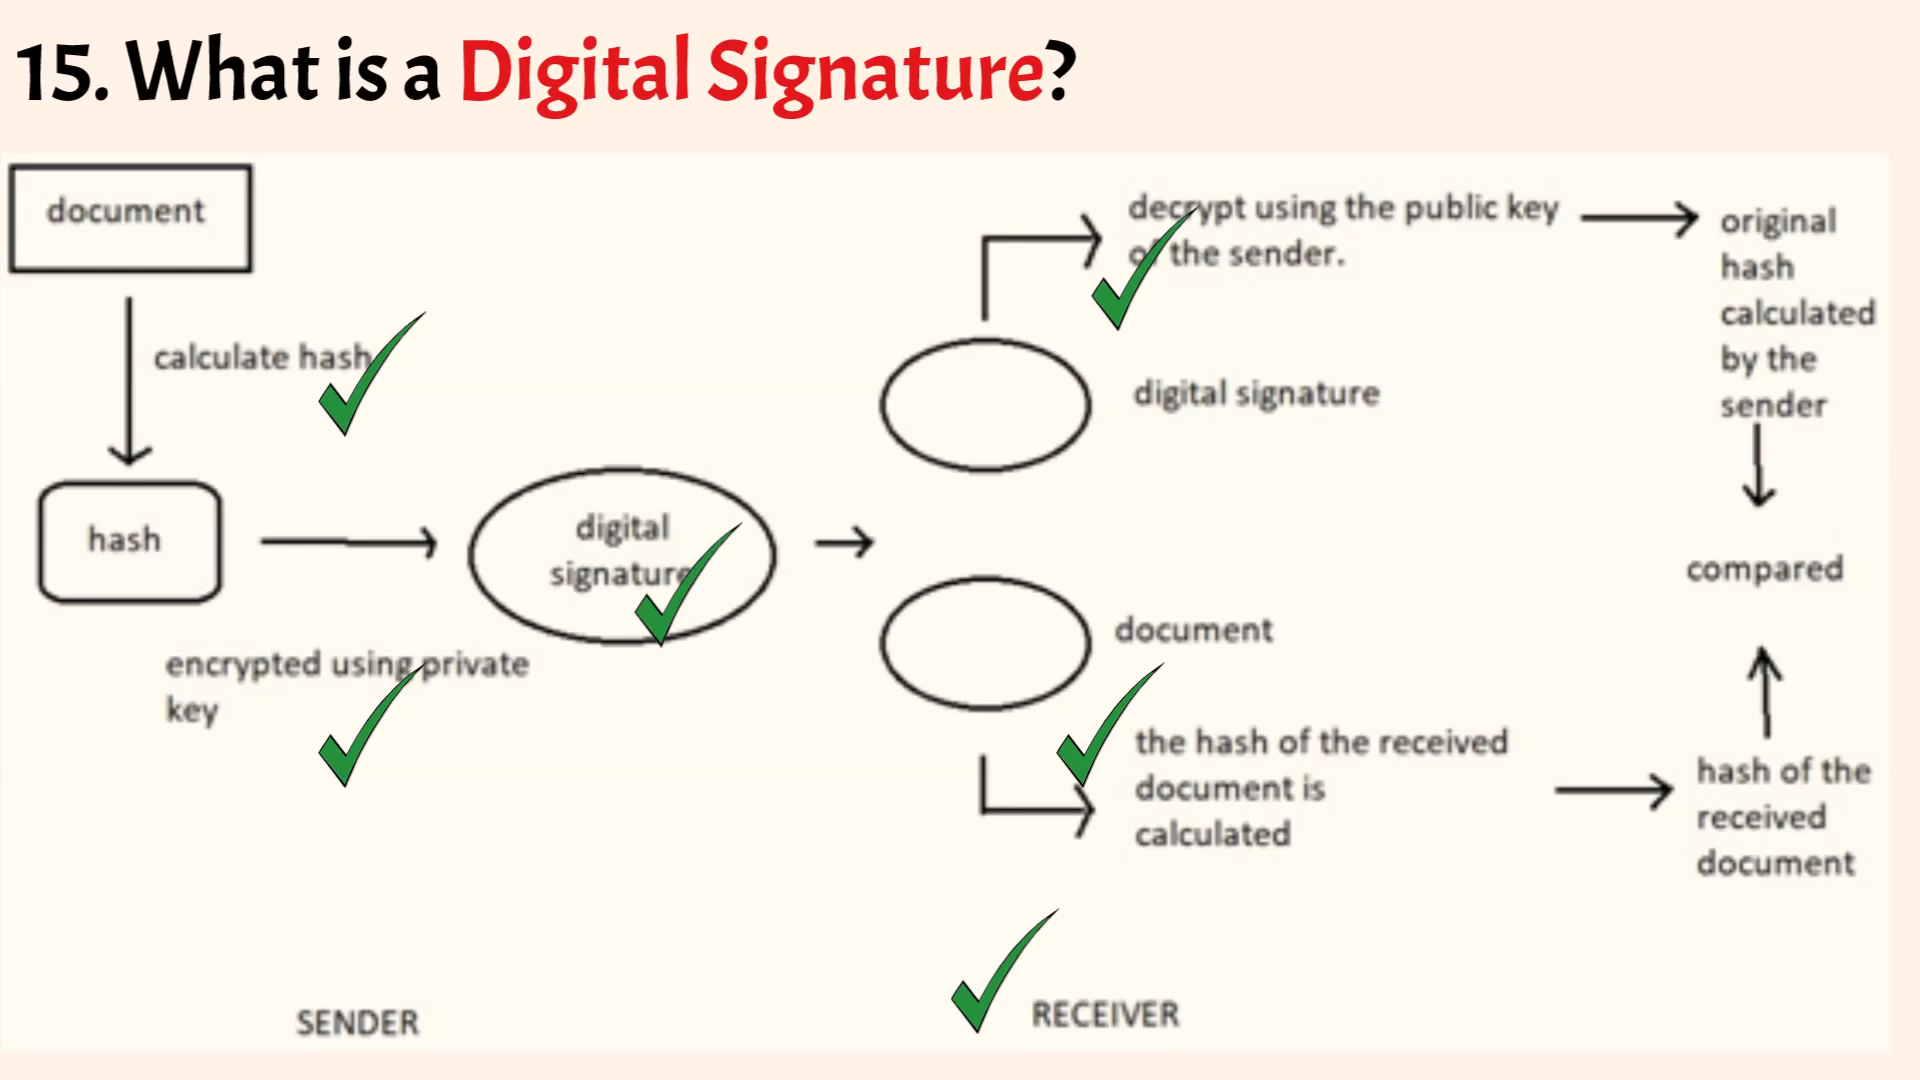 15. What is a Digital Signature?
document
calculate hash
hash
encrypted using private
key
digital
signature
SENDER
decrypt using the public key
of the sender.
digital signature
document
the hash of the received
document is
calculated
original
hash
calculated
by the
sender
compared
hash of the
received
document
RECEIVER